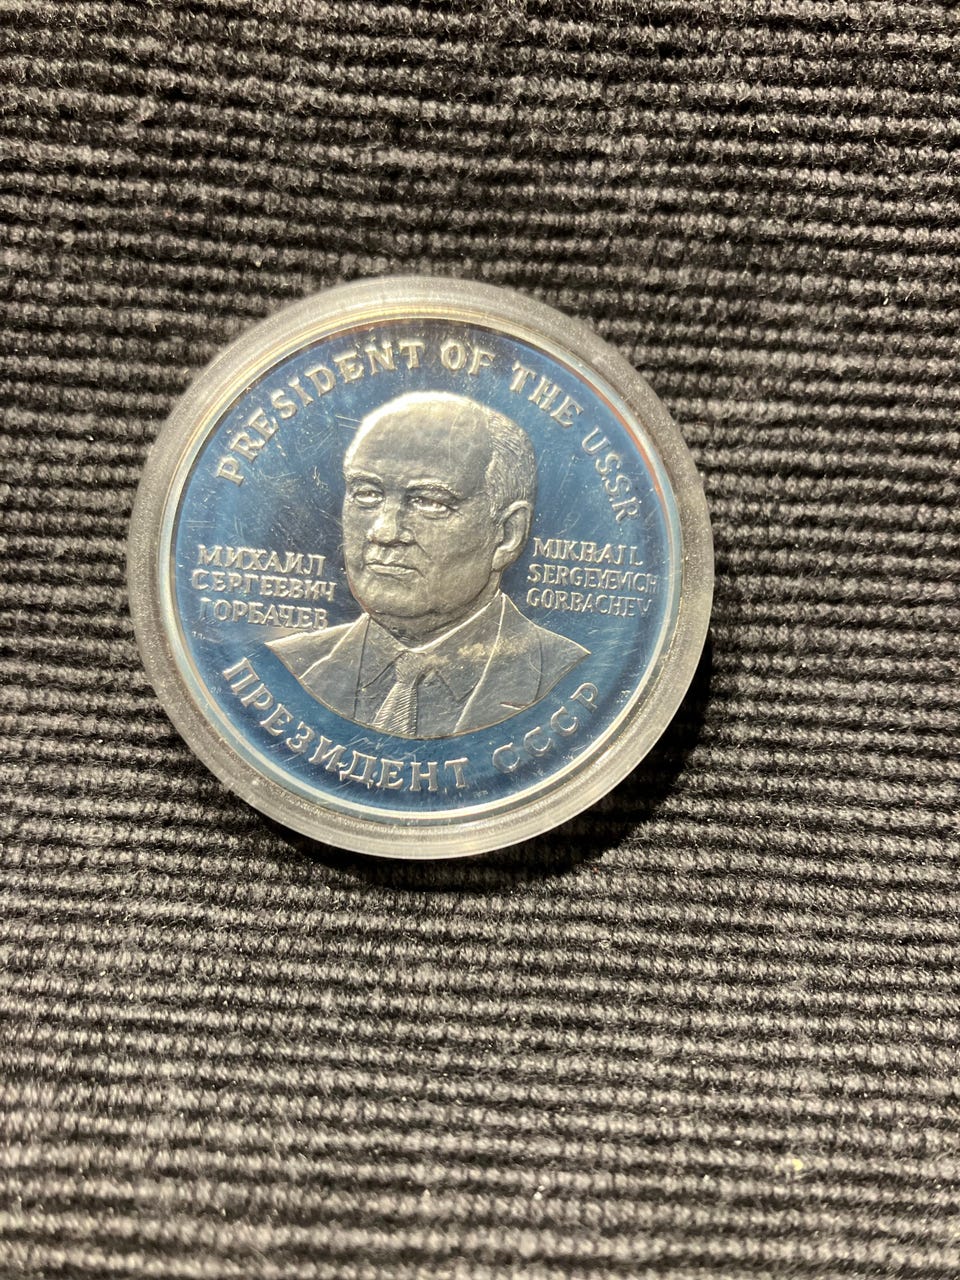 PRESIDENT OF THE USSR
МИХАИЛ
СЕРГЕЕВИЧ
ГОРБАЧЕВ
MIKHAIL
SERGEYEVICH
GORBACHEV
ПРЕЗИДЕНТ СССР